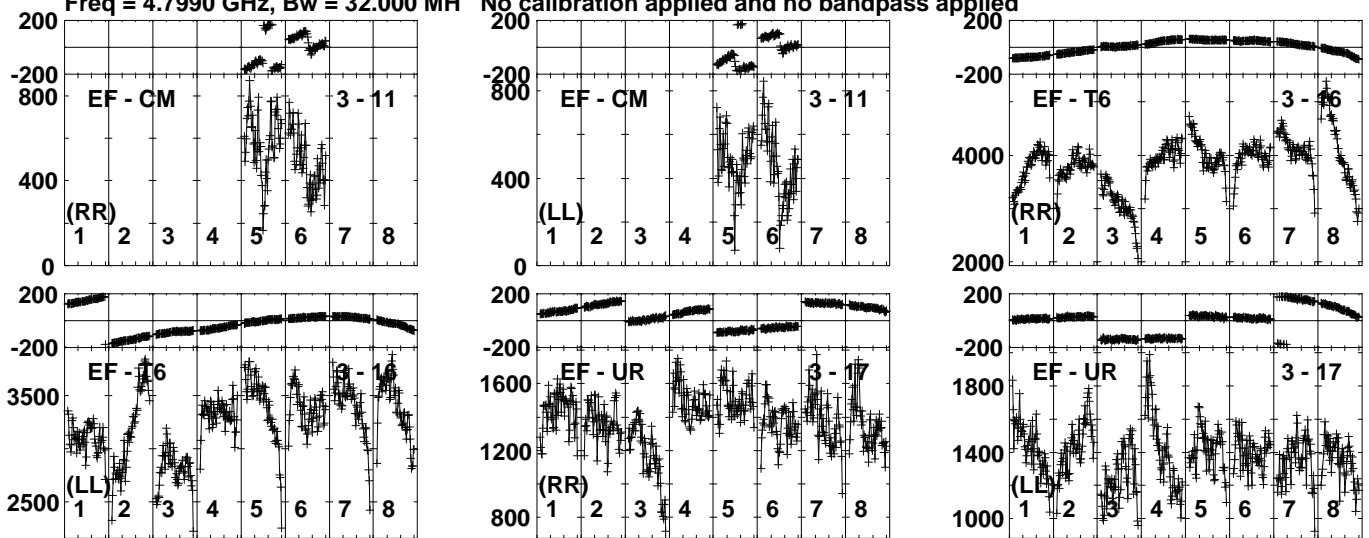 Freq = 4.7990 GHz, Bw = 32.000 MH No calibration applied and no bandpass applied
200
-200
800
400
0
EF - CM 3 - 11
(RR)
1 2 3 4 5 6 7 8
200
-200
800
400
0
EF - CM 3 - 11
(LL)
1 2 3 4 5 6 7 8
200
-200
4000
2000
EF - T6 3 - 16
(RR)
1 2 3 4 5 6 7 8
200
-200
3500
2500
EF - T6 3 - 16
(LL)
1 2 3 4 5 6 7 8
200
-200
1600
1200
800
EF - UR 3 - 17
(RR)
1 2 3 4 5 6 7 8
200
-200
1800
1400
1000
EF - UR 3 - 17
(LL)
1 2 3 4 5 6 7 8